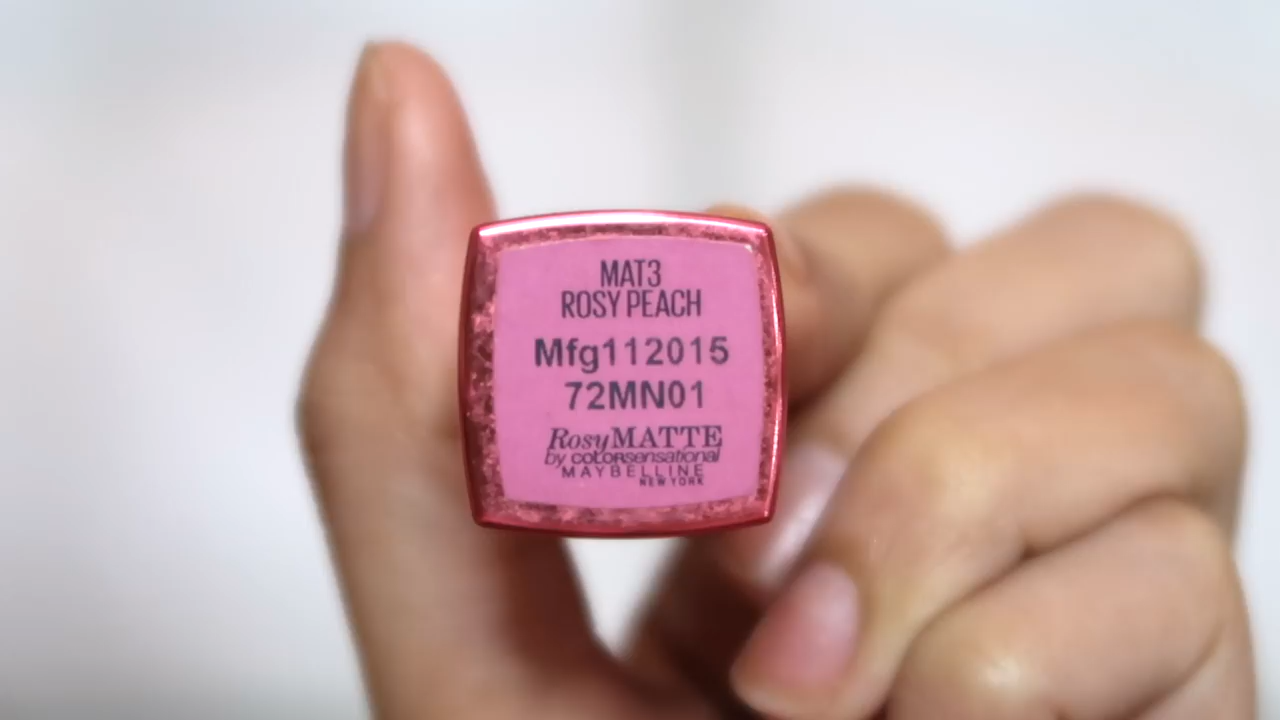 MAT3
ROSY PEACH
Mfg112015
72MN01
RosyMATTE
by colorsensational
MAYBELLINE
NEW YORK